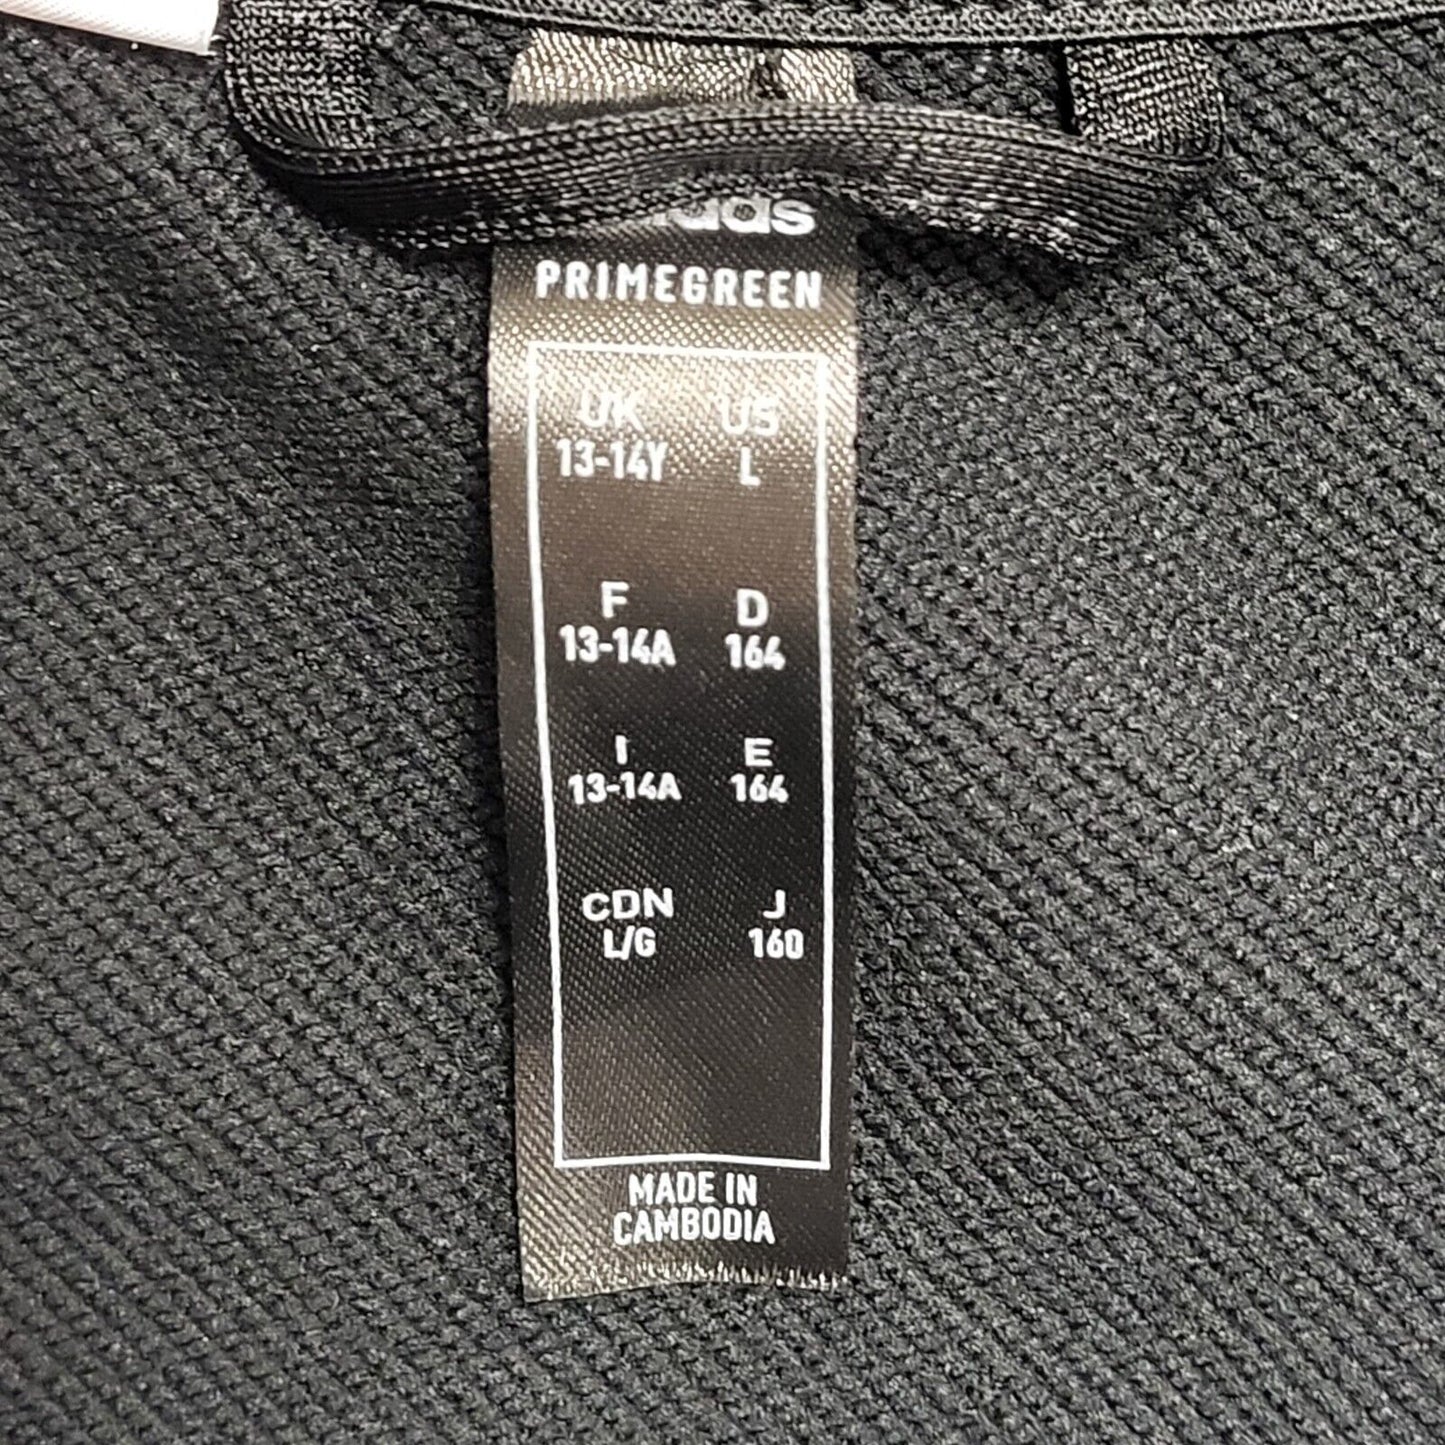 PRIMEGREEN
UK US
13-14Y L
F D
13-14A 164
I E
13-14A 164
CDN J
L/G 160
MADE IN
CAMBODIA